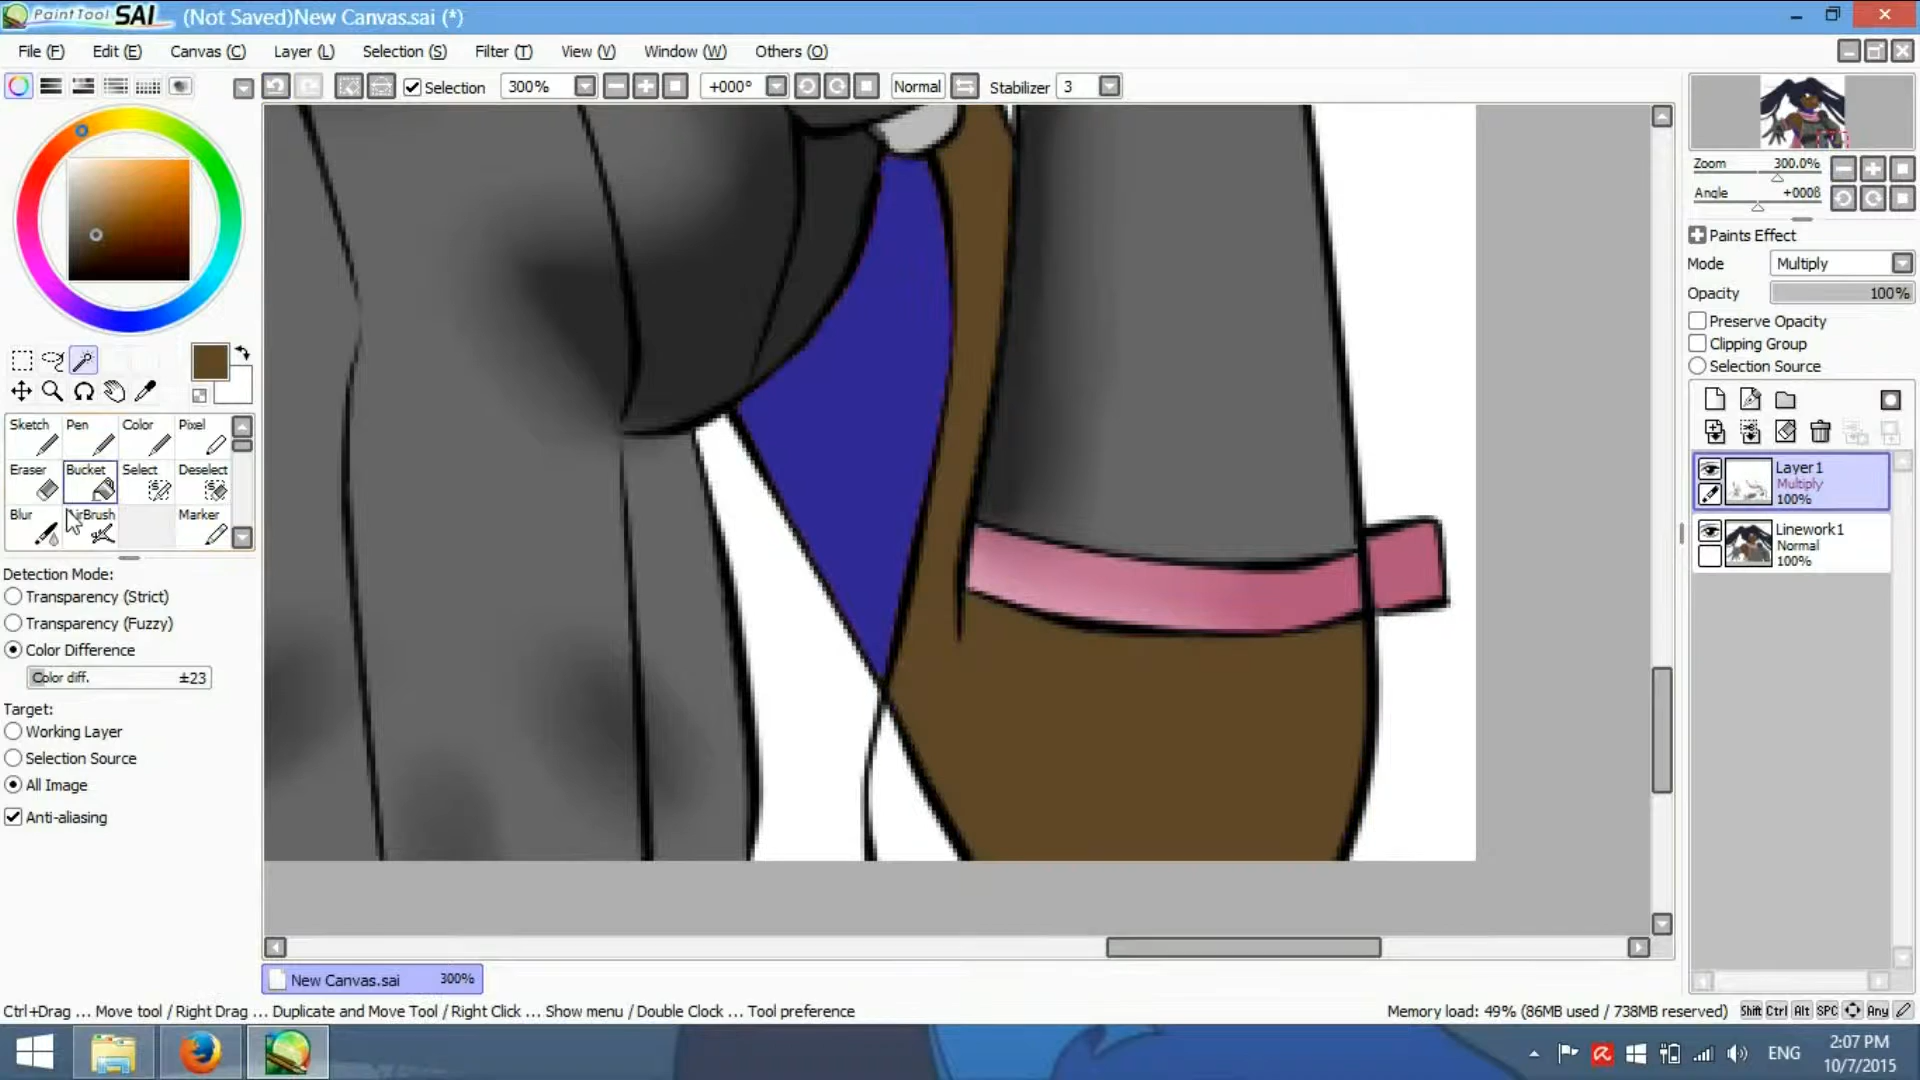 PaintTool SAI (Not Saved)New Canvas.sai (*)
File (F) Edit (E) Canvas (C) Layer (L) Selection (S) Filter (T) View (V) Window (W) Others (O)
Selection 300% +000° Normal Stabilizer 3
Zoom 300.0%
Angle +000ß
Paints Effect
Mode Multiply
Opacity 100%
Preserve Opacity
Clipping Group
Selection Source
Layer1
Multiply
100%
Linework1
Normal
100%
Sketch Pen Color Pixel
Eraser Bucket Select Deselect
Blur irBrush Marker
Detection Mode:
Transparency (Strict)
Transparency (Fuzzy)
Color Difference
Color diff. ±23
Target:
Working Layer
Selection Source
All Image
Anti-aliasing
New Canvas.sai 300%
Ctrl+Drag ... Move tool / Right Drag ... Duplicate and Move Tool / Right Click ... Show menu / Double Clock ... Tool preference
Memory load: 49% (86MB used / 738MB reserved) Shift Ctrl Alt SPC Any
ENG 2:07 PM
10/7/2015